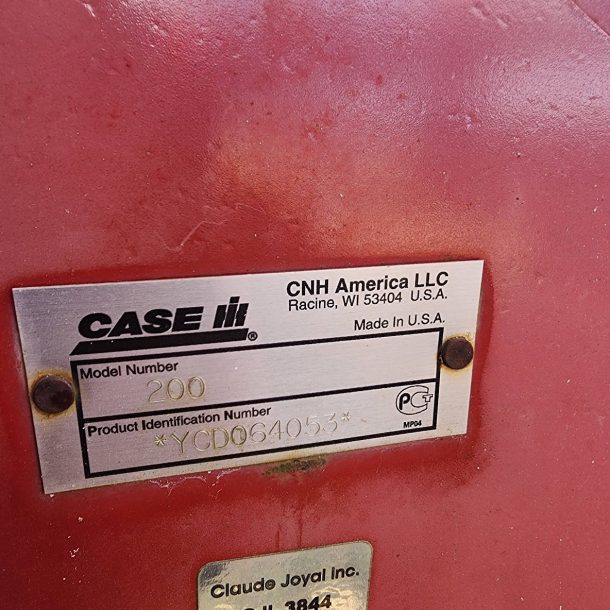 CNH America LLC
Racine, WI 53404 U.S.A.
CASE IH®
Made In U.S.A.
Model Number
200
Product Identification Number
*YCD064053*
MP04
Claude Joyal Inc.
3844